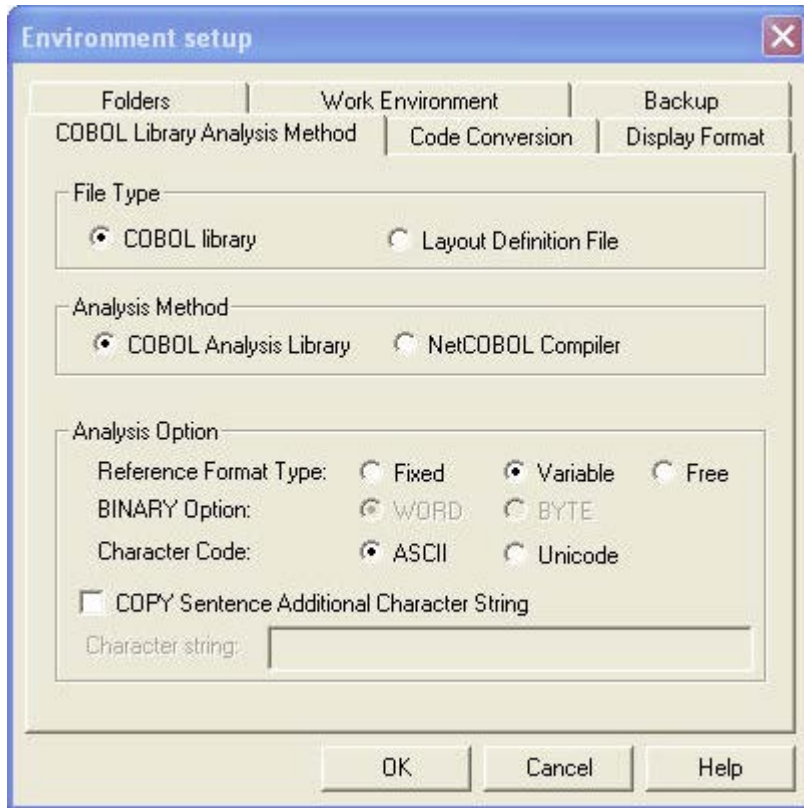 Environment setup
Folders Work Environment Backup
COBOL Library Analysis Method Code Conversion Display Format
File Type
COBOL library Layout Definition File
Analysis Method
COBOL Analysis Library NetCOBOL Compiler
Analysis Option
Reference Format Type: Fixed Variable Free
BINARY Option: WORD BYTE
Character Code: ASCII Unicode
COPY Sentence Additional Character String
Character string:
OK Cancel Help